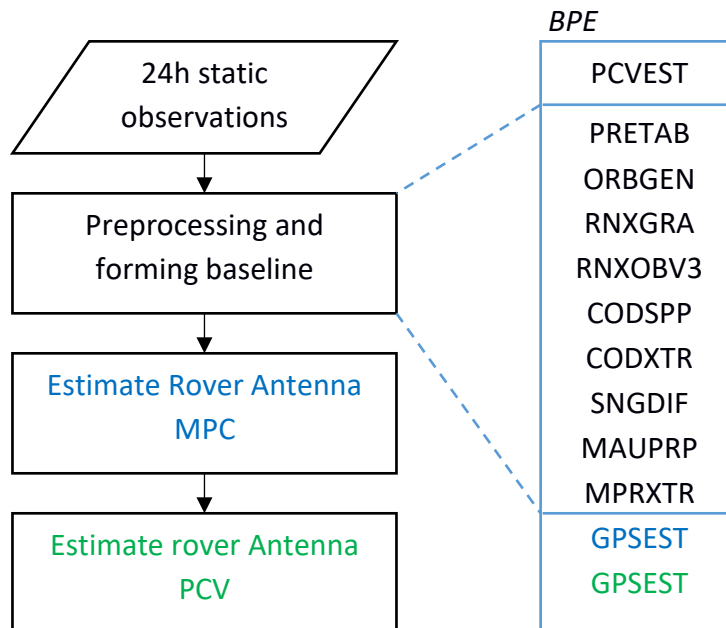 BPE
24h static
observations
Preprocessing and
forming baseline
Estimate Rover Antenna
MPC
Estimate rover Antenna
PCV
PCVEST
PRETAB
ORBGEN
RNXGRA
RNXOBV3
CODSPP
CODXTR
SNGDIF
MAUPRP
MPRXTR
GPSEST
GPSEST